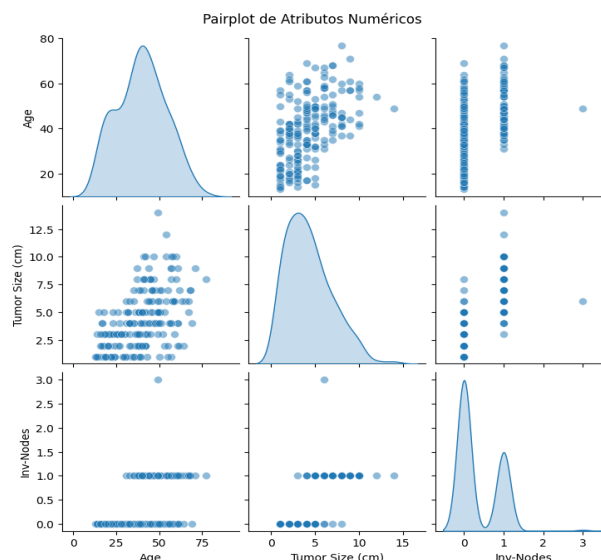 Pairplot de Atributos Numéricos
80
60
40
20
Age
12.5
10.0
7.5
5.0
2.5
Tumor Size (cm)
3.0
2.5
2.0
1.5
1.0
0.5
0.0
Inv-Nodes
0 25 50 75
Age
0 5 10 15
Tumor Size (cm)
0 1 2 3
Inv-Nodes